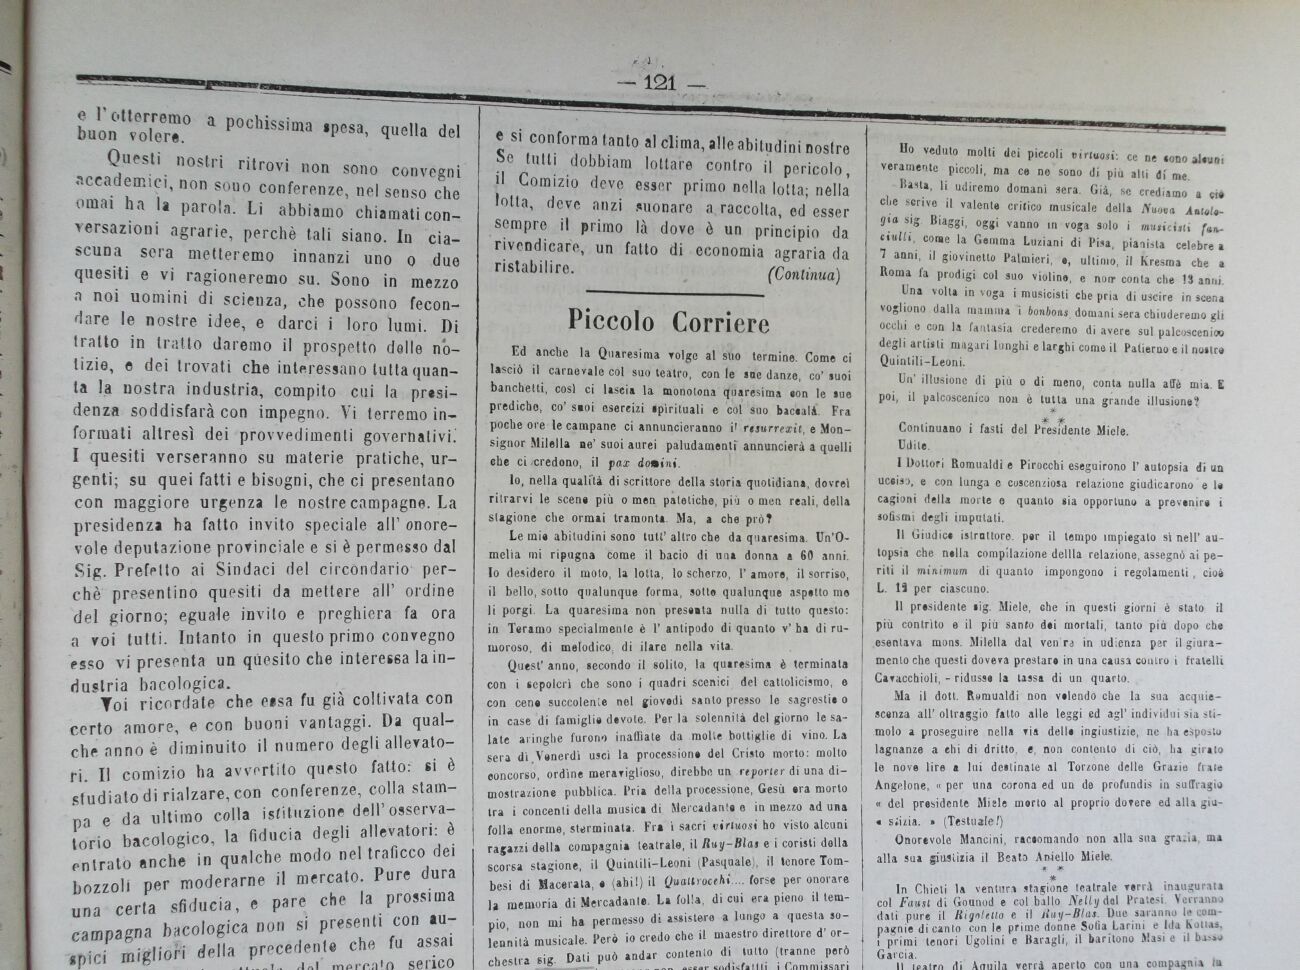 — 121 —
e l'otterremo a pochissima spesa, quella del
buon volere.
Questi nostri ritrovi non sono convegni
accademici, non sono conferenze, nel senso che
omai ha la parola. Li abbiamo chiamati con-
versazioni agrarie, perchè tali siano. In cia-
scuna sera metteremo innanzi uno o due
quesiti e vi ragioneremo su. Sono in mezzo
a noi uomini di scienza, che possono fecon-
dare le nostre idee, e darci i loro lumi. Di
tratto in tratto daremo il prospetto delle no-
tizie, e dei trovati che interessano tutta quan-
ta la nostra industria, compito cui la presi-
denza soddisfarà con impegno. Vi terremo in-
formati altresì dei provvedimenti governativi.
I quesiti verseranno su materie pratiche, ur-
genti; su quei fatti e bisogni, che ci presentano
con maggiore urgenza le nostre campagne. La
presidenza ha fatto invito speciale all' onore-
vole deputazione provinciale e si è permesso dal
Sig. Prefetto ai Sindaci del circondario per-
chè presentino quesiti da mettere all' ordine
del giorno; eguale invito e preghiera fa ora
a voi tutti. Intanto in questo primo convegno
esso vi presenta un quesito che interessa la in-
dustria bacologica.
Voi ricordate che essa fu già coltivata con
certo amore, e con buoni vantaggi. Da qual-
che anno è diminuito il numero degli allevato-
ri. Il comizio ha avvertito questo fatto: si è
studiato di rialzare, con conferenze, colla stam-
pa e da ultimo colla istituzione dell'osserva-
torio bacologico, la fiducia degli allevatori: è
entrato anche in qualche modo nel traffico dei
bozzoli per moderarne il mercato. Pure dura
una certa sfiducia, e pare che la prossima
campagna bacologica non si presenti con au-
spici migliori della precedente che fu assai
del mercato serico
e si conforma tanto al clima, alle abitudini nostre
Se tutti dobbiam lottare contro il pericolo,
il Comizio deve esser primo nella lotta; nella
lotta, deve anzi suonare a raccolta, ed esser
sempre il primo là dove è un principio da
rivendicare, un fatto di economia agraria da
ristabilire. (Continua)
Piccolo Corriere
Ed anche la Quaresima volge al suo termine. Come ci
lasciò il carnevale col suo teatro, con le sue danze, co' suoi
banchetti, così ci lascia la monotona quaresima con le sue
prediche, co' suoi esercizi spirituali e col suo baccalà. Fra
poche ore le campane ci annuncieranno il resurrexit, e Mon-
signor Milella ne' suoi aurei paludamenti annuncierà a quelli
che ci credono, il pax domini.
Io, nella qualità di scrittore della storia quotidiana, dovrei
ritrarvi le scene più o men patetiche, più o men reali, della
stagione che ormai tramonta. Ma, a che prò?
Le mie abitudini sono tutt' altro che da quaresima. Un'O-
melia mi ripugna come il bacio di una donna a 60 anni.
Io desidero il moto, la lotta, lo scherzo, l' amore, il sorriso,
il bello, sotto qualunque forma, sotto qualunque aspetto me
li porgi. La quaresima non presenta nulla di tutto questo:
in Teramo specialmente è l' antipodo di quanto v' ha di ru-
moroso, di melodico, di ilare nella vita.
Quest' anno, secondo il solito, la quaresima è terminata
con i sepolcri che sono i quadri scenici del cattolicismo, e
con cene succolente nel giovedì santo presso le sagrestie o
in case di famiglie devote. Per la solennità del giorno le sa-
late aringhe furono inaffiate da molte bottiglie di vino. La
sera di Venerdì uscì la processione del Cristo morto: molto
concorso, ordine meraviglioso, direbbe un reporter di una di-
mostrazione pubblica. Pria della processione, Gesù era morto
tra i concenti della musica di Mercadante e in mezzo ad una
folla enorme, sterminata. Fra i sacri virtuosi ho visto alcuni
ragazzi della compagnia teatrale, il Ruy-Blas e i coristi della
scorsa stagione, il Quintili-Leoni (Pasquale), il tenore Tom-
besi di Macerata, e (ahi!) il Quattrocchi.... forse per onorare
la memoria di Mercadante. La folla, di cui era pieno il tem-
pio, non mi ha permesso di assistere a lungo a questa so-
lennità musicale. Però io credo che il maestro direttore d' or-
chestra sig. Dati può andar contento di tutto (tranne però
non esser sodisfatti i Commissari
Ho veduto molti dei piccoli virtuosi: ce ne sono alcuni
veramente piccoli, ma ce ne sono di più alti di me.
Basta, li udiremo domani sera. Già, se crediamo a ciò
che scrive il valente critico musicale della Nuova Antolo-
gia sig. Biaggi, oggi vanno in voga solo i musicisti fan-
ciulli, come la Gemma Luziani di Pisa, pianista celebre a
7 anni, il giovinetto Palmieri, e, ultimo, il Kresma che a
Roma fa prodigi col suo violino, e non conta che 13 anni.
Una volta in voga i musicisti che pria di uscire in scena
vogliono dalla mamma i bonbons domani sera chiuderemo gli
occhi e con la fantasia crederemo di avere sul palcoscenico
degli artisti magari lunghi e larghi come il Patierno e il nostro
Quintili-Leoni.
Un' illusione di più o di meno, conta nulla affè mia. E
poi, il palcoscenico non è tutta una grande illusione?
*
* *
Continuano i fasti del Presidente Miele.
Udite.
I Dottori Romualdi e Pirocchi eseguirono l' autopsia di un
ucciso, e con lunga e coscenziosa relazione giudicarono e le
cagioni della morte e quanto sia opportuno a prevenire i
sofismi degli imputati.
Il Giudice istruttore, per il tempo impiegato sì nell' au-
topsia che nella compilazione dellla relazione, assegnò ai pe-
riti il minimum di quanto impongono i regolamenti, cioè
L. 12 per ciascuno.
Il presidente sig. Miele, che in questi giorni è stato il
più contrito e il più santo dei mortali, tanto più dopo che
esentava mons. Milella dal venire in udienza per il giura-
mento che questi doveva prestare in una causa contro i fratelli
Cavacchioli, - ridusse la tassa di un quarto.
Ma il dott. Romualdi non volendo che la sua acquie-
scenza all' oltraggio fatto alle leggi ed agl' individui sia sti-
molo a proseguire nella via delle ingiustizie, ne ha esposto
lagnanze a chi di dritto, e, non contento di ciò, ha girato
le nove lire a lui destinate al Torzone delle Grazie frate
Angelone, « per una corona ed un de profundis in suffragio
« del presidente Miele morto al proprio dovere ed alla giu-
« stizia. » (Testuale!)
Onorevole Mancini, raccomando non alla sua grazia, ma
alla sua giustizia il Beato Aniello Miele.
* *
*
In Chieti la ventura stagione teatrale verrà inaugurata
col Faust di Gounod e col ballo Nelly del Pratesi. Verranno
dati pure il Rigoletto e il Ruy-Blas. Due saranno le com-
pagnie di canto con le prime donne Sofia Larini e Ida Kottas,
i primi tenori Ugolini e Baragli, il baritono Masi e il basso
Garcia.
Il teatro di Aquila verrà aperto con una compagnia